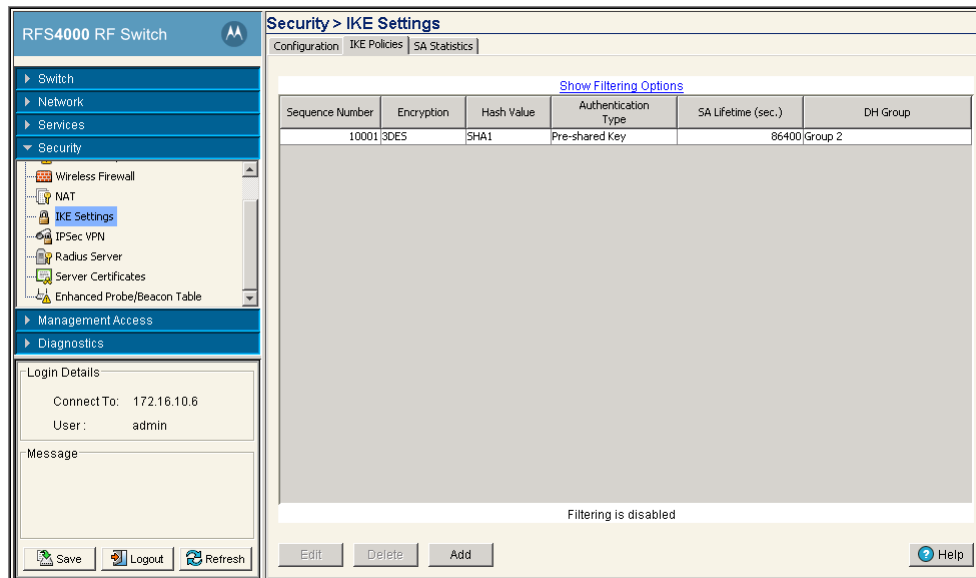 RFS4000 RF Switch
Switch
Network
Services
Security
Wireless Firewall
NAT
IKE Settings
IPSec VPN
Radius Server
Server Certificates
Enhanced Probe/Beacon Table
Management Access
Diagnostics
Login Details
Connect To: 172.16.10.6
User : admin
Message
Save Logout Refresh
Security > IKE Settings
Configuration IKE Policies SA Statistics
Show Filtering Options
Sequence Number Encryption Hash Value Authentication Type SA Lifetime (sec.) DH Group
10001 3DES SHA1 Pre-shared Key 86400 Group 2
Filtering is disabled
Edit Delete Add Help